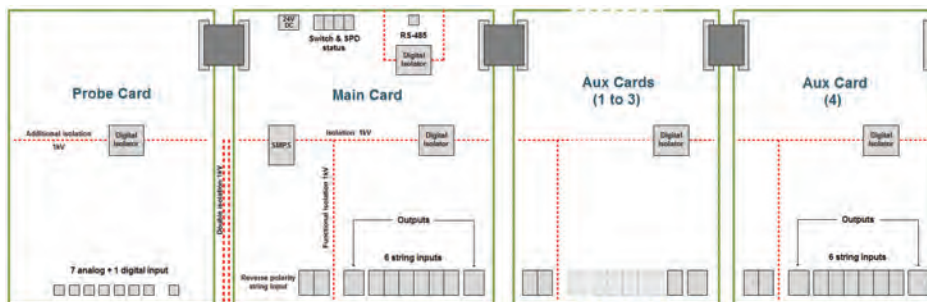 Probe Card
Additional isolation
1kV
Digital
Isolator
7 analog + 1 digital input
Double isolation 1kV
24V
DC
Switch & SPD
status
RS-485
Digital
Isolator
Main Card
SMPS
Isolation 1kV
Digital
Isolator
Functional isolation 1kV
Outputs
Reverse polarity
string input
6 string inputs
Aux Cards
(1 to 3)
Digital
Isolator
Aux Card
(4)
Digital
Isolator
Outputs
6 string inputs